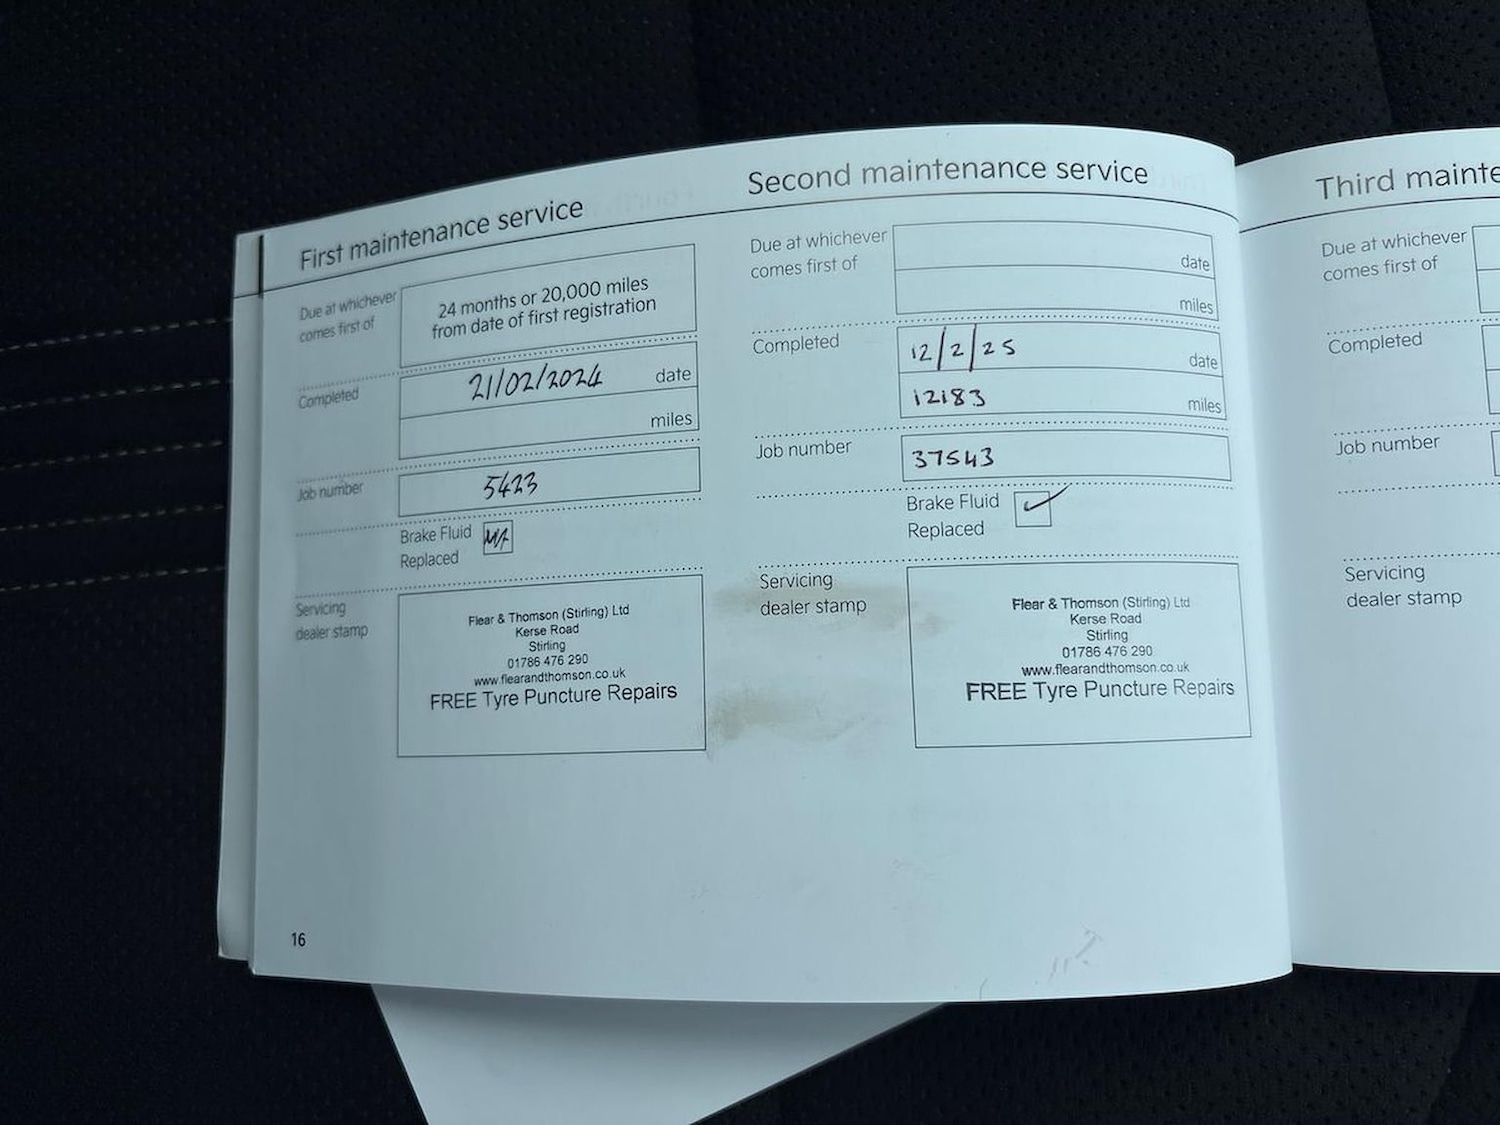 First maintenance service
Due at whichever
comes first of
24 months or 20,000 miles
from date of first registration
Completed
21/02/2024 date
miles
Job number
5423
Brake Fluid
Replaced
Servicing
dealer stamp
Flear & Thomson (Stirling) Ltd
Kerse Road
Stirling
01786 476 290
www.flearandthomson.co.uk
FREE Tyre Puncture Repairs
16
Second maintenance service
Due at whichever
comes first of
date
miles
Completed
12/2/25 date
12183 miles
Job number
37543
Brake Fluid
Replaced
Servicing
dealer stamp
Flear & Thomson (Stirling) Ltd
Kerse Road
Stirling
01786 476 290
www.flearandthomson.co.uk
FREE Tyre Puncture Repairs
Third mainte
Due at whichever
comes first of
Completed
Job number
Servicing
dealer stamp